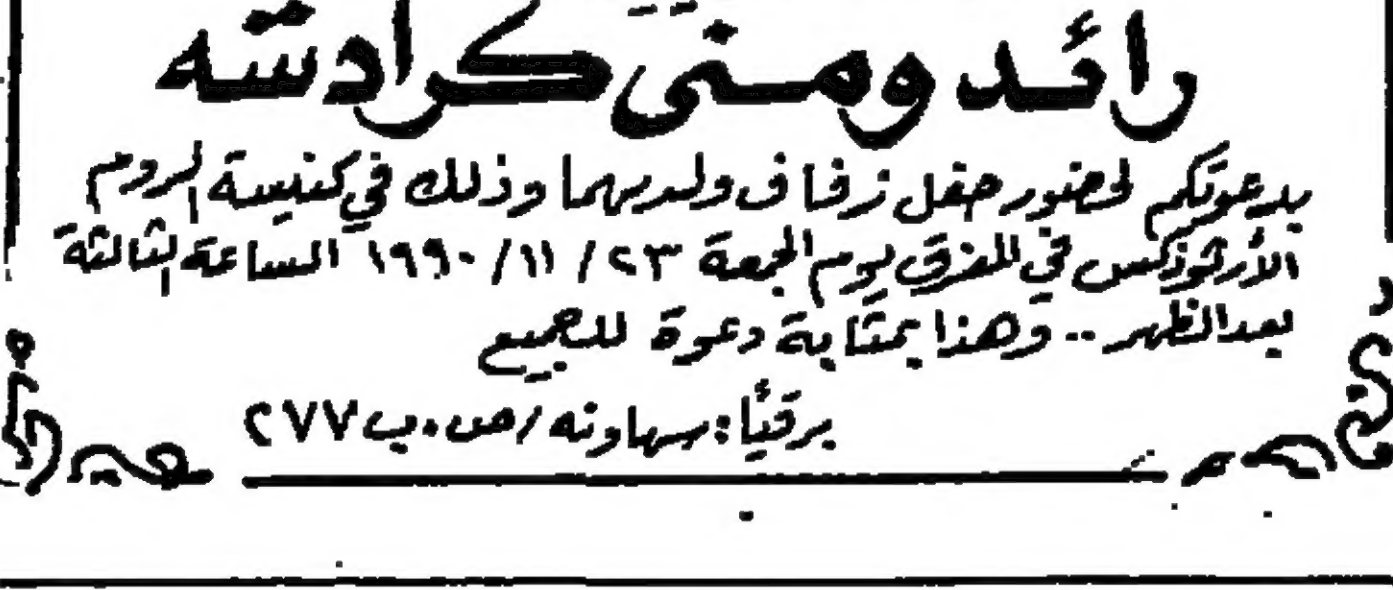 رائد ومنى كرادشه
يدعوتكم لحضور حفل زفاف ولديهما وذلك في كنيسة الروم
الأرثوذكس في المفرق يوم الجمعة ٢٣ / ١١ / ١٩٩٠ الساعة الثالثة
بعد الظهر .. وهذا بمثابة دعوة للجميع
برقيًا: سهاونه / ص.ب ٢٧٧